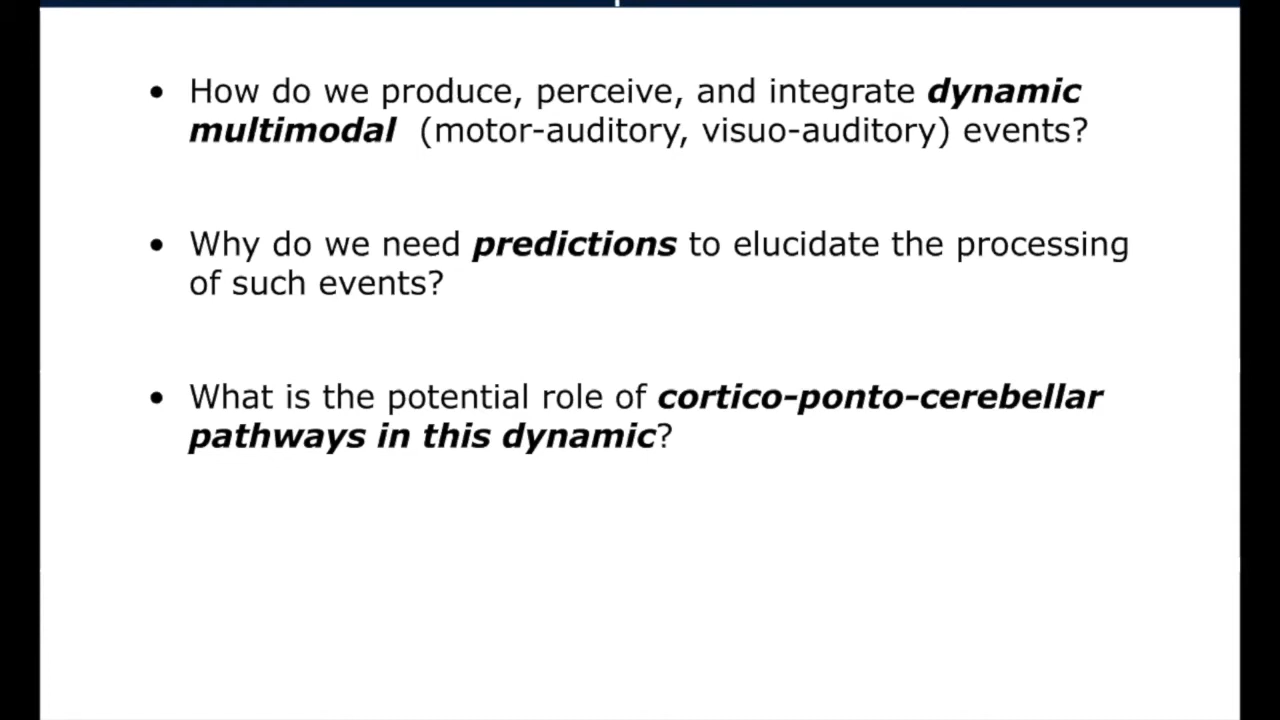 • How do we produce, perceive, and integrate dynamic
multimodal (motor-auditory, visuo-auditory) events?
• Why do we need predictions to elucidate the processing
of such events?
• What is the potential role of cortico-ponto-cerebellar
pathways in this dynamic?